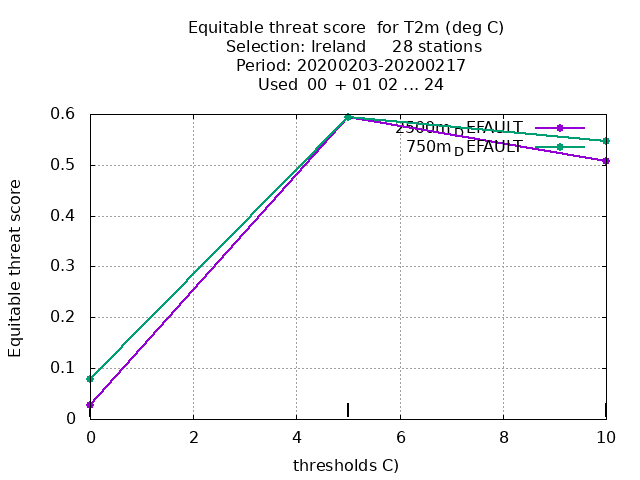 Equitable threat score for T2m (deg C)
Selection: Ireland 28 stations
Period: 20200203-20200217
Used 00 + 01 02 ... 24
Equitable threat score
0.6
0.5
0.4
0.3
0.2
0.1
0
2500m_DEFAULT
750m_DEFAULT
0 2 4 6 8 10
thresholds C)